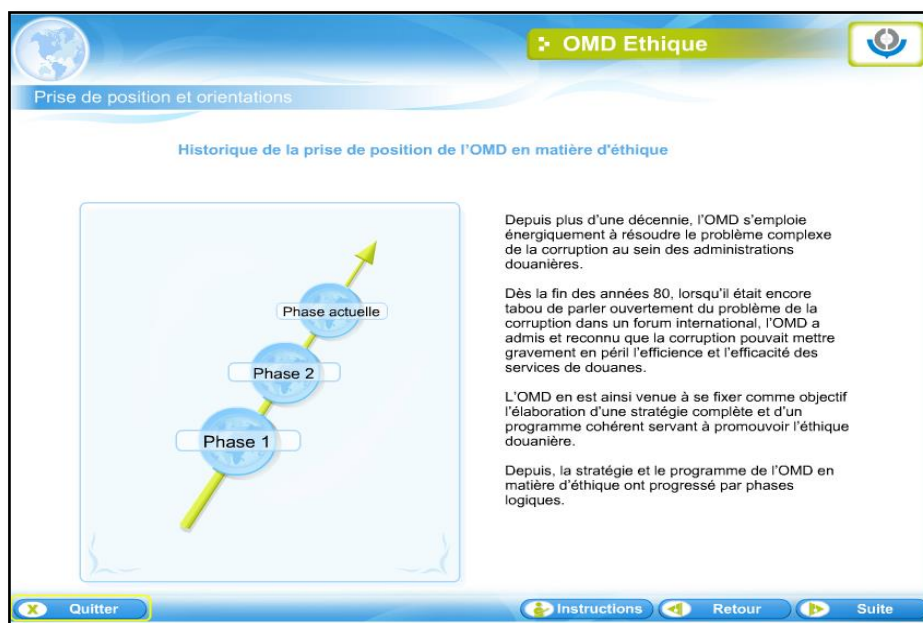 OMD Ethique
Prise de position et orientations
Historique de la prise de position de l'OMD en matière d'éthique
Phase actuelle
Phase 2
Phase 1
Depuis plus d'une décennie, l'OMD s'emploie
énergiquement à résoudre le problème complexe
de la corruption au sein des administrations
douanières.
Dès la fin des années 80, lorsqu'il était encore
tabou de parler ouvertement du problème de la
corruption dans un forum international, l'OMD a
admis et reconnu que la corruption pouvait mettre
gravement en péril l'efficience et l'efficacité des
services de douanes.
L'OMD en est ainsi venue à se fixer comme objectif
l'élaboration d'une stratégie complète et d'un
programme cohérent servant à promouvoir l'éthique
douanière.
Depuis, la stratégie et le programme de l'OMD en
matière d'éthique ont progressé par phases
logiques.
X Quitter
Instructions
Retour
Suite